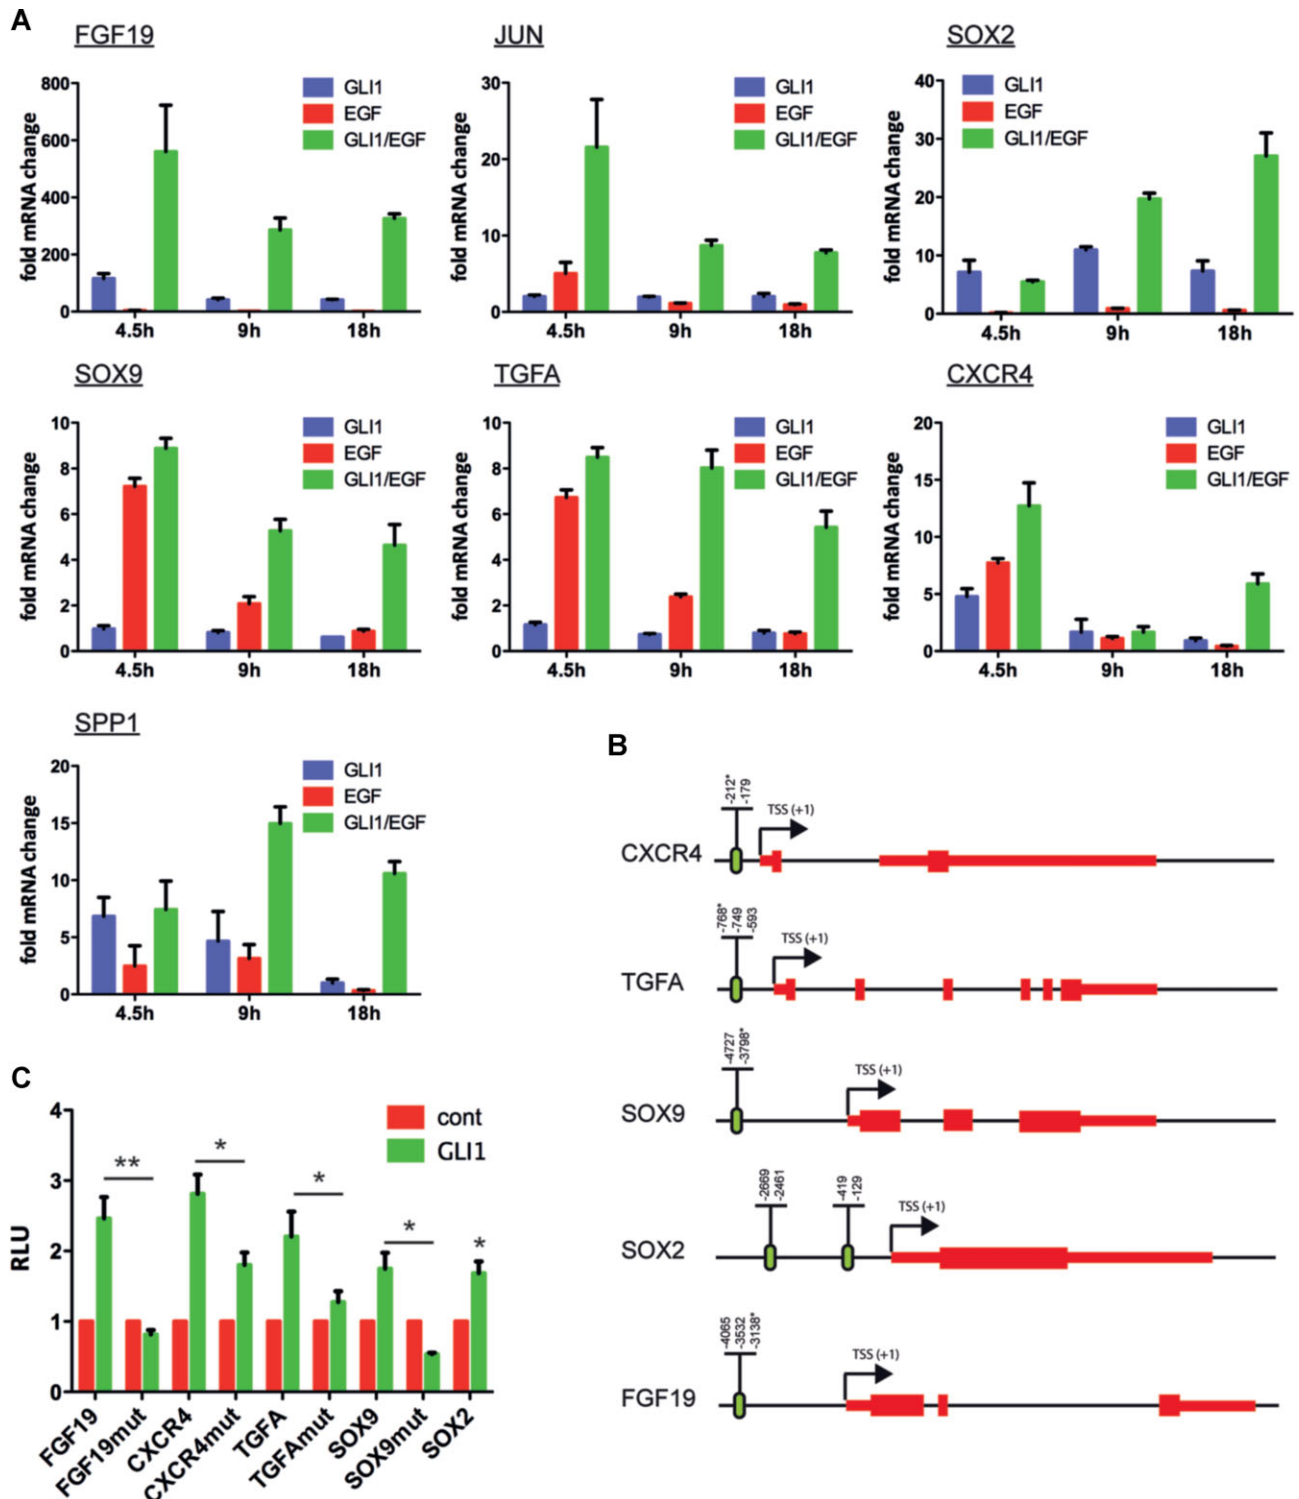 A
FGF19
fold mRNA change
800
600
400
200
0
4.5h 9h 18h
GLI1
EGF
GLI1/EGF
JUN
fold mRNA change
30
20
10
0
4.5h 9h 18h
GLI1
EGF
GLI1/EGF
SOX2
fold mRNA change
40
30
20
10
0
4.5h 9h 18h
GLI1
EGF
GLI1/EGF
SOX9
fold mRNA change
10
8
6
4
2
0
4.5h 9h 18h
GLI1
EGF
GLI1/EGF
TGFA
fold mRNA change
10
8
6
4
2
0
4.5h 9h 18h
GLI1
EGF
GLI1/EGF
CXCR4
fold mRNA change
20
15
10
5
0
4.5h 9h 18h
GLI1
EGF
GLI1/EGF
SPP1
fold mRNA change
20
15
10
5
0
4.5h 9h 18h
GLI1
EGF
GLI1/EGF
B
-212*
-179
TSS (+1)
CXCR4
-768*
-749
-593
TSS (+1)
TGFA
-4727
-3798*
TSS (+1)
SOX9
-2669
-2461
-419
-129
TSS (+1)
SOX2
-4065
-3532
-3138*
TSS (+1)
FGF19
C
RLU
4
3
2
1
0
cont
GLI1
**
*
*
*
*
FGF19
FGF19mut
CXCR4
CXCR4mut
TGFA
TGFAmut
SOX9
SOX9mut
SOX2